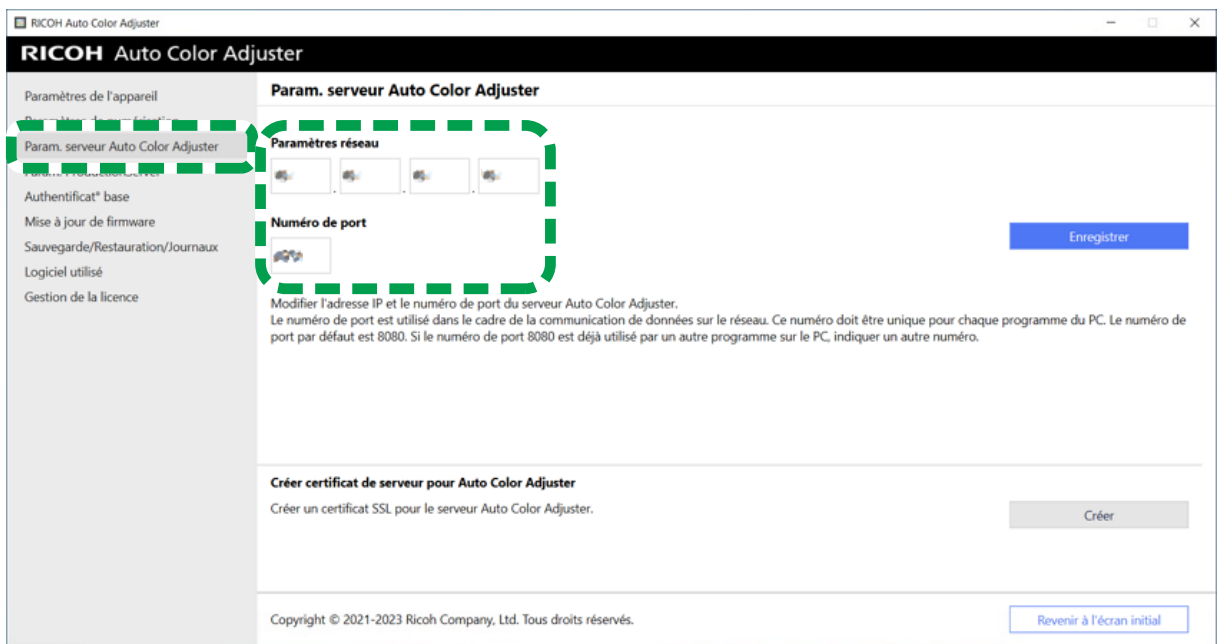 RICOH Auto Color Adjuster
RICOH Auto Color Adjuster
Paramètres de l'appareil
Param. serveur Auto Color Adjuster
Authentificat° base
Mise à jour de firmware
Sauvegarde/Restauration/Journaux
Logiciel utilisé
Gestion de la licence
Param. serveur Auto Color Adjuster
Paramètres réseau
. . .
Numéro de port
Enregistrer
Modifier l'adresse IP et le numéro de port du serveur Auto Color Adjuster.
Le numéro de port est utilisé dans le cadre de la communication de données sur le réseau. Ce numéro doit être unique pour chaque programme du PC. Le numéro de
port par défaut est 8080. Si le numéro de port 8080 est déjà utilisé par un autre programme sur le PC, indiquer un autre numéro.
Créer certificat de serveur pour Auto Color Adjuster
Créer un certificat SSL pour le serveur Auto Color Adjuster.
Créer
Copyright © 2021-2023 Ricoh Company, Ltd. Tous droits réservés.
Revenir à l'écran initial